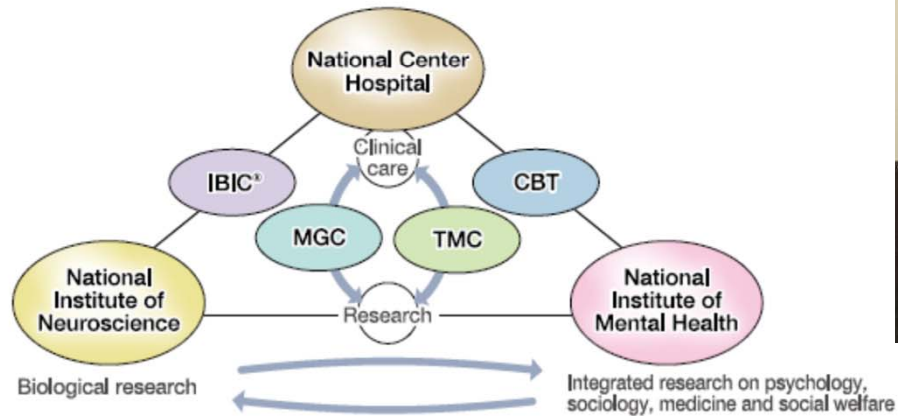 National Center
Hospital
Clinical
care
IBIC®
CBT
MGC
TMC
National
Institute of
Neuroscience
Research
National
Institute of
Mental Health
Biological research
Integrated research on psychology,
sociology, medicine and social welfare